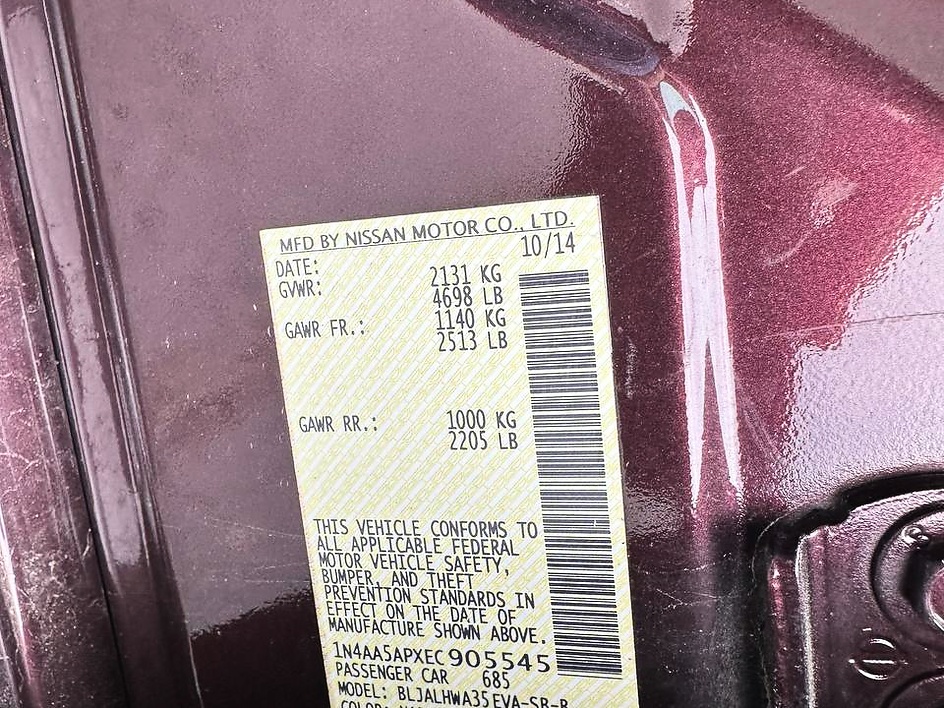 MFD BY NISSAN MOTOR CO., LTD.
DATE: 10/14
GVWR: 2131 KG
4698 LB
GAWR FR.: 1140 KG
2513 LB
GAWR RR.: 1000 KG
2205 LB
THIS VEHICLE CONFORMS TO
ALL APPLICABLE FEDERAL
MOTOR VEHICLE SAFETY,
BUMPER, AND THEFT
PREVENTION STANDARDS IN
EFFECT ON THE DATE OF
MANUFACTURE SHOWN ABOVE.
1N4AA5APXEC905545
PASSENGER CAR 685
MODEL: BLJALHWA35EVA-SB-B